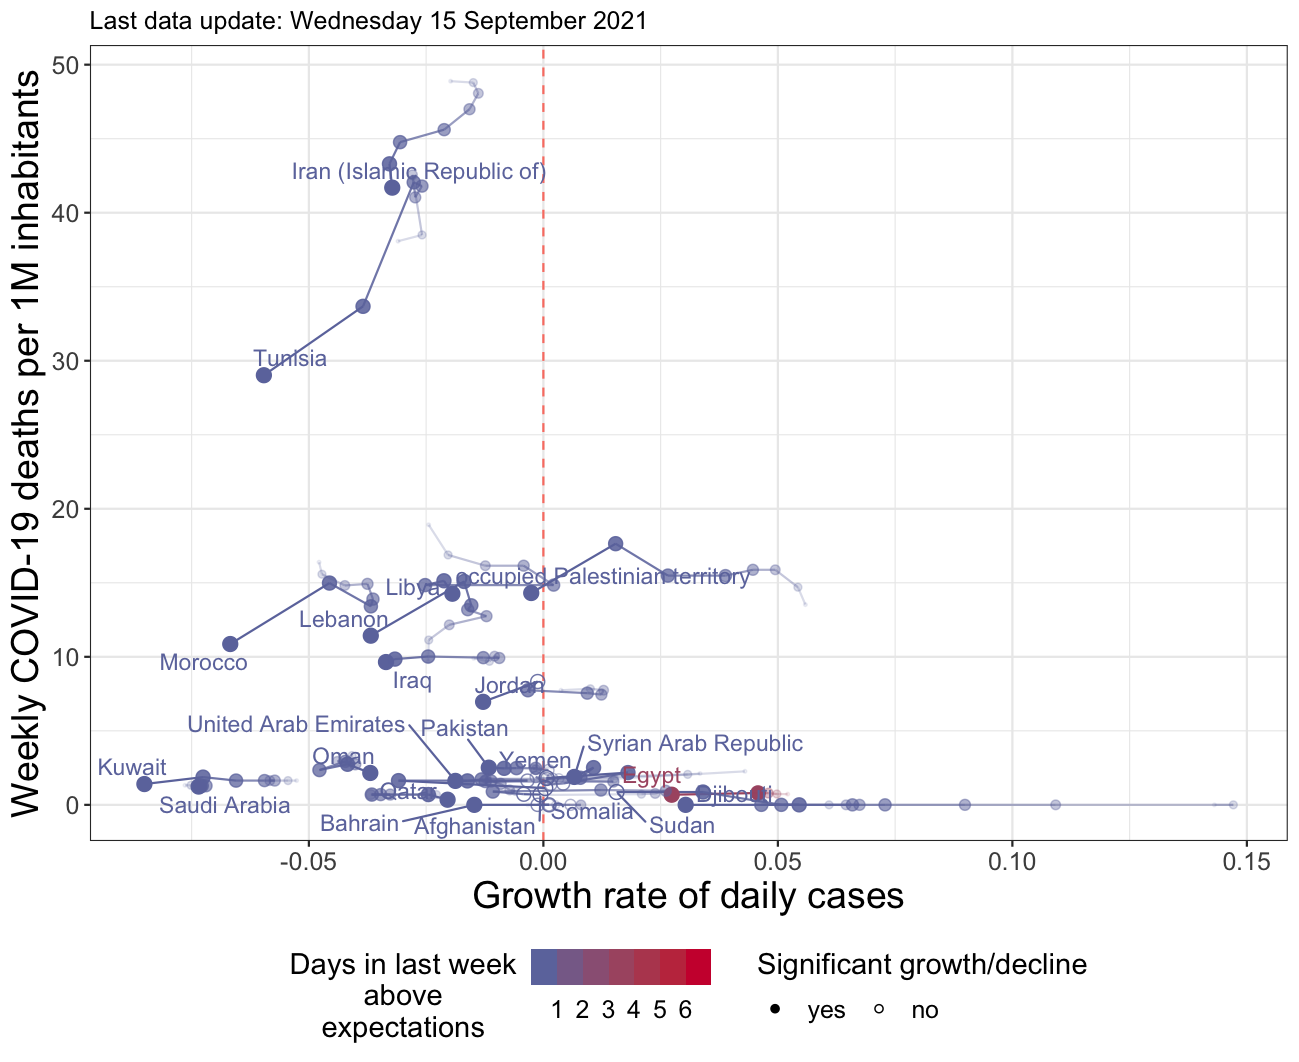 Last data update: Wednesday 15 September 2021
Weekly COVID-19 deaths per 1M inhabitants
50
40
30
20
10
0
Iran (Islamic Republic of)
Tunisia
Libya
occupied Palestinian territory
Lebanon
Morocco
Iraq
Jordan
United Arab Emirates
Pakistan
Syrian Arab Republic
Oman
Yemen
Kuwait
Egypt
Qatar
Djibouti
Saudi Arabia
Somalia
Bahrain
Afghanistan
Sudan
-0.05
0.00
0.05
0.10
0.15
Growth rate of daily cases
Days in last week
above
expectations
1 2 3 4 5 6
Significant growth/decline
yes
no